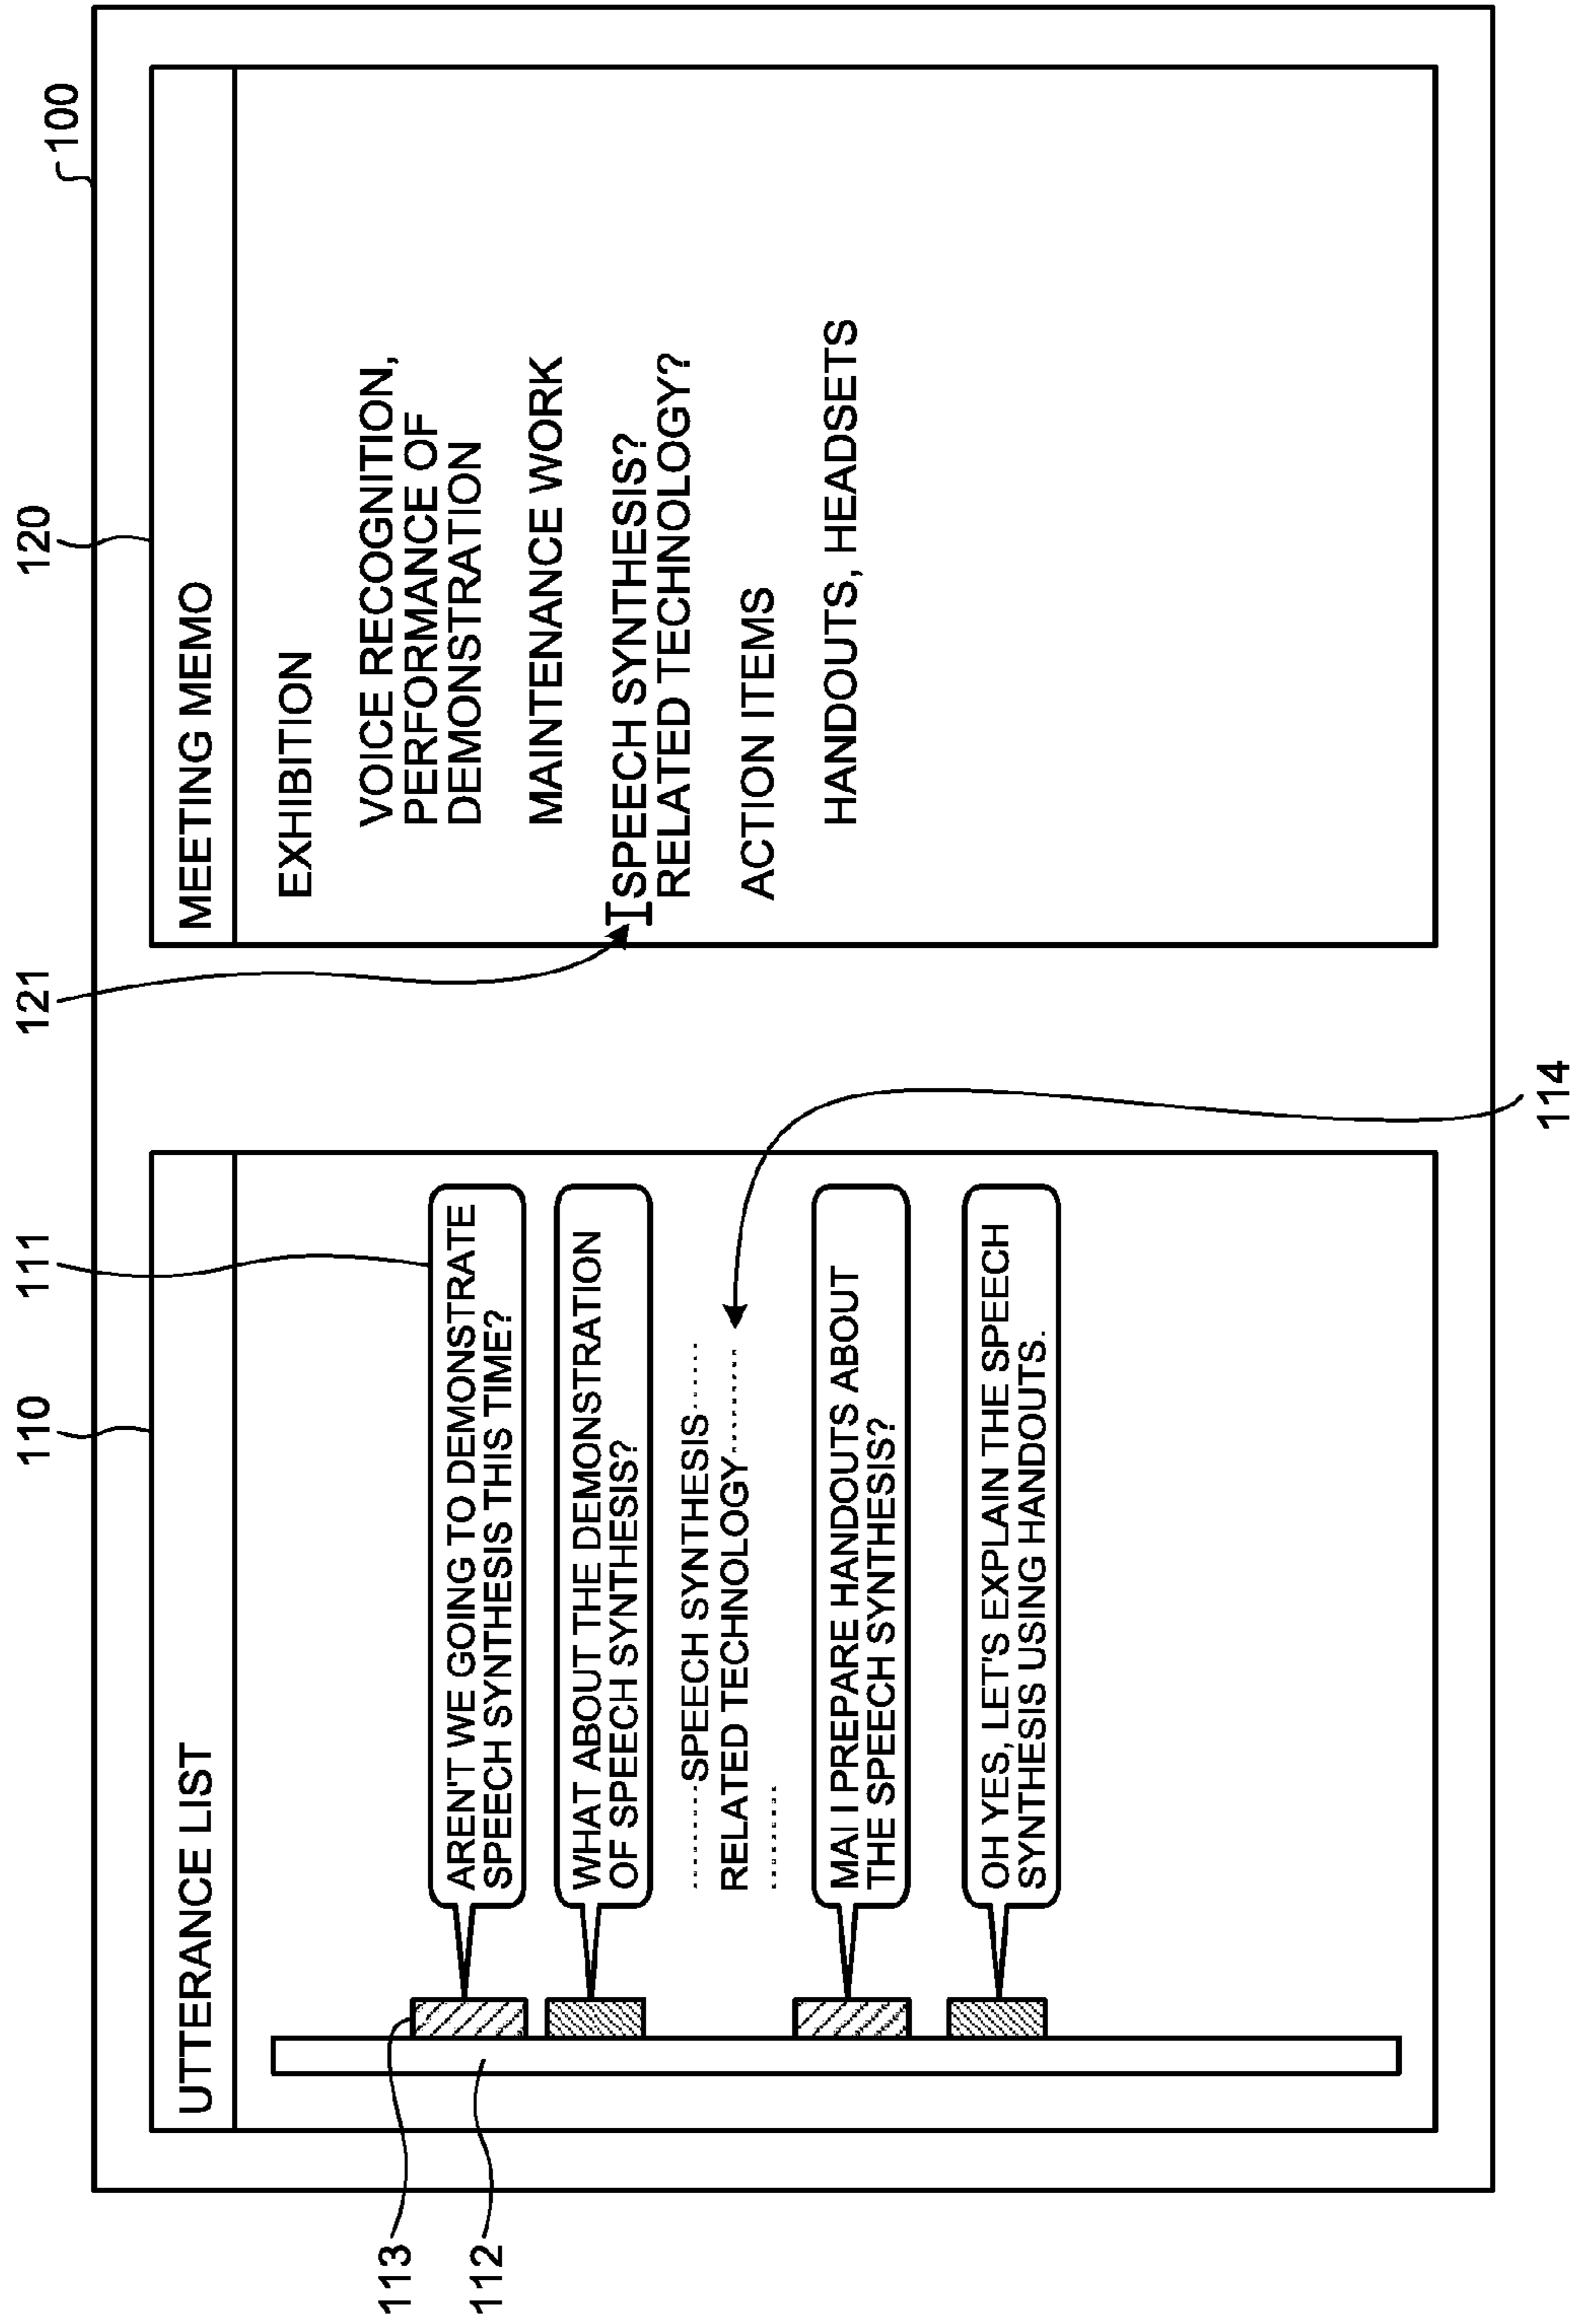 100
110
111
121
120
UTTERANCE LIST
AREN'T WE GOING TO DEMONSTRATE
SPEECH SYNTHESIS THIS TIME?
WHAT ABOUT THE DEMONSTRATION
OF SPEECH SYNTHESIS?
.......SPEECH SYNTHESIS.......
RELATED TECHNOLOGY.......
.......
MAI I PREPARE HANDOUTS ABOUT
THE SPEECH SYNTHESIS?
OH YES, LET'S EXPLAIN THE SPEECH
SYNTHESIS USING HANDOUTS.
113
112
114
MEETING MEMO
EXHIBITION
VOICE RECOGNITION,
PERFORMANCE OF
DEMONSTRATION
MAINTENANCE WORK
SPEECH SYNTHESIS?
RELATED TECHNOLOGY?
ACTION ITEMS
HANDOUTS, HEADSETS